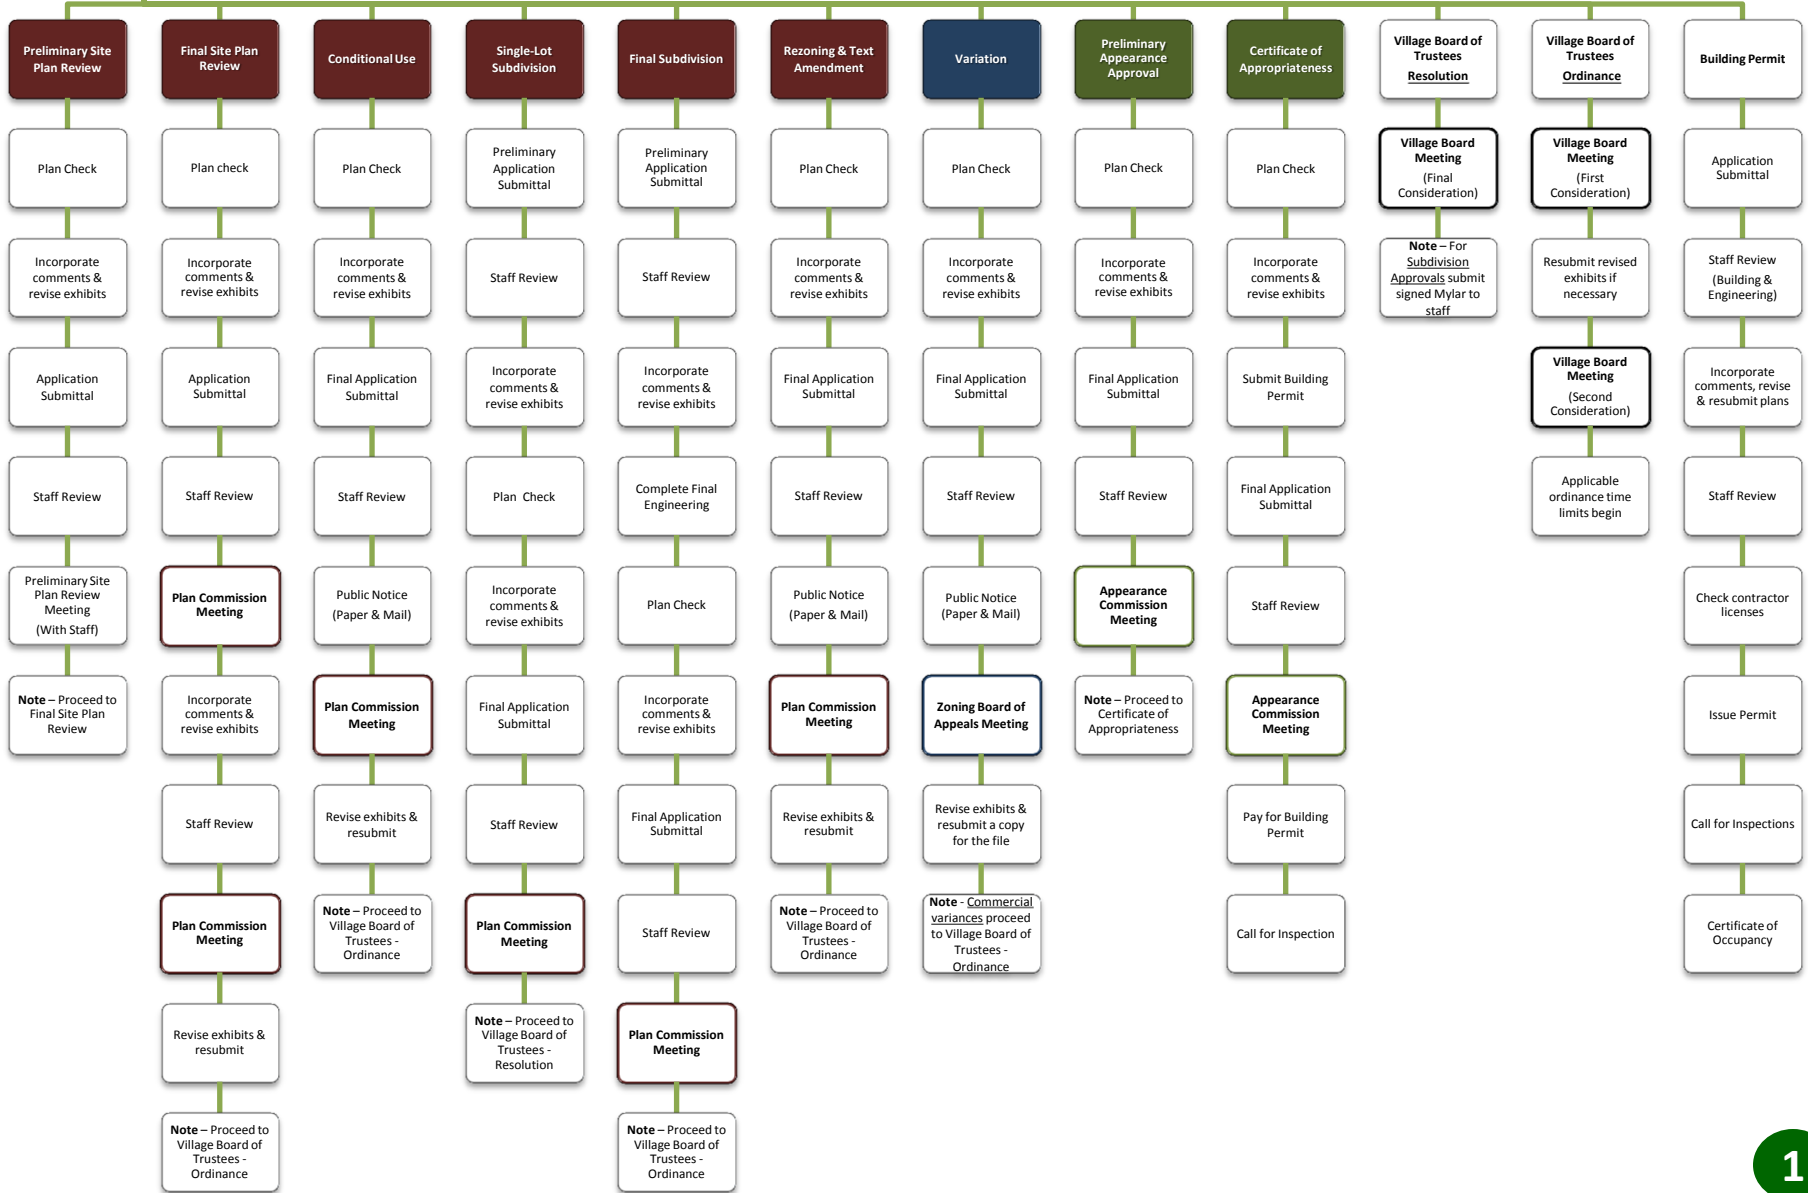 Preliminary Site
Plan Review
Plan Check
Incorporate
comments &
revise exhibits
Application
Submittal
Staff Review
Preliminary Site
Plan Review
Meeting
(With Staff)
Note – Proceed to
Final Site Plan
Review
Final Site Plan
Review
Plan check
Incorporate
comments &
revise exhibits
Application
Submittal
Staff Review
Plan Commission
Meeting
Incorporate
comments &
revise exhibits
Staff Review
Plan Commission
Meeting
Revise exhibits &
resubmit
Note – Proceed to
Village Board of
Trustees -
Ordinance
Conditional Use
Plan Check
Incorporate
comments &
revise exhibits
Final Application
Submittal
Staff Review
Public Notice
(Paper & Mail)
Plan Commission
Meeting
Revise exhibits &
resubmit
Note – Proceed to
Village Board of
Trustees -
Ordinance
Single-Lot
Subdivision
Preliminary
Application
Submittal
Staff Review
Incorporate
comments &
revise exhibits
Plan Check
Incorporate
comments &
revise exhibits
Final Application
Submittal
Staff Review
Plan Commission
Meeting
Note – Proceed to
Village Board of
Trustees -
Resolution
Final Subdivision
Preliminary
Application
Submittal
Staff Review
Incorporate
comments &
revise exhibits
Complete Final
Engineering
Plan Check
Incorporate
comments &
revise exhibits
Final Application
Submittal
Staff Review
Plan Commission
Meeting
Note – Proceed to
Village Board of
Trustees -
Ordinance
Rezoning & Text
Amendment
Plan Check
Incorporate
comments &
revise exhibits
Final Application
Submittal
Staff Review
Public Notice
(Paper & Mail)
Plan Commission
Meeting
Revise exhibits &
resubmit
Note – Proceed to
Village Board of
Trustees -
Ordinance
Variation
Plan Check
Incorporate
comments &
revise exhibits
Final Application
Submittal
Staff Review
Public Notice
(Paper & Mail)
Zoning Board of
Appeals Meeting
Revise exhibits &
resubmit a copy
for the file
Note - Commercial
variances proceed
to Village Board of
Trustees -
Ordinance
Preliminary
Appearance
Approval
Plan Check
Incorporate
comments &
revise exhibits
Final Application
Submittal
Staff Review
Appearance
Commission
Meeting
Note – Proceed to
Certificate of
Appropriateness
Certificate of
Appropriateness
Plan Check
Incorporate
comments &
revise exhibits
Submit Building
Permit
Final Application
Submittal
Staff Review
Appearance
Commission
Meeting
Pay for Building
Permit
Call for Inspection
Village Board of
Trustees
Resolution
Village Board
Meeting
(Final
Consideration)
Note – For
Subdivision
Approvals submit
signed Mylar to
staff
Village Board of
Trustees
Ordinance
Village Board
Meeting
(First
Consideration)
Resubmit revised
exhibits if
necessary
Village Board
Meeting
(Second
Consideration)
Applicable
ordinance time
limits begin
Building Permit
Application
Submittal
Staff Review
(Building &
Engineering)
Incorporate
comments, revise
& resubmit plans
Staff Review
Check contractor
licenses
Issue Permit
Call for Inspections
Certificate of
Occupancy
1